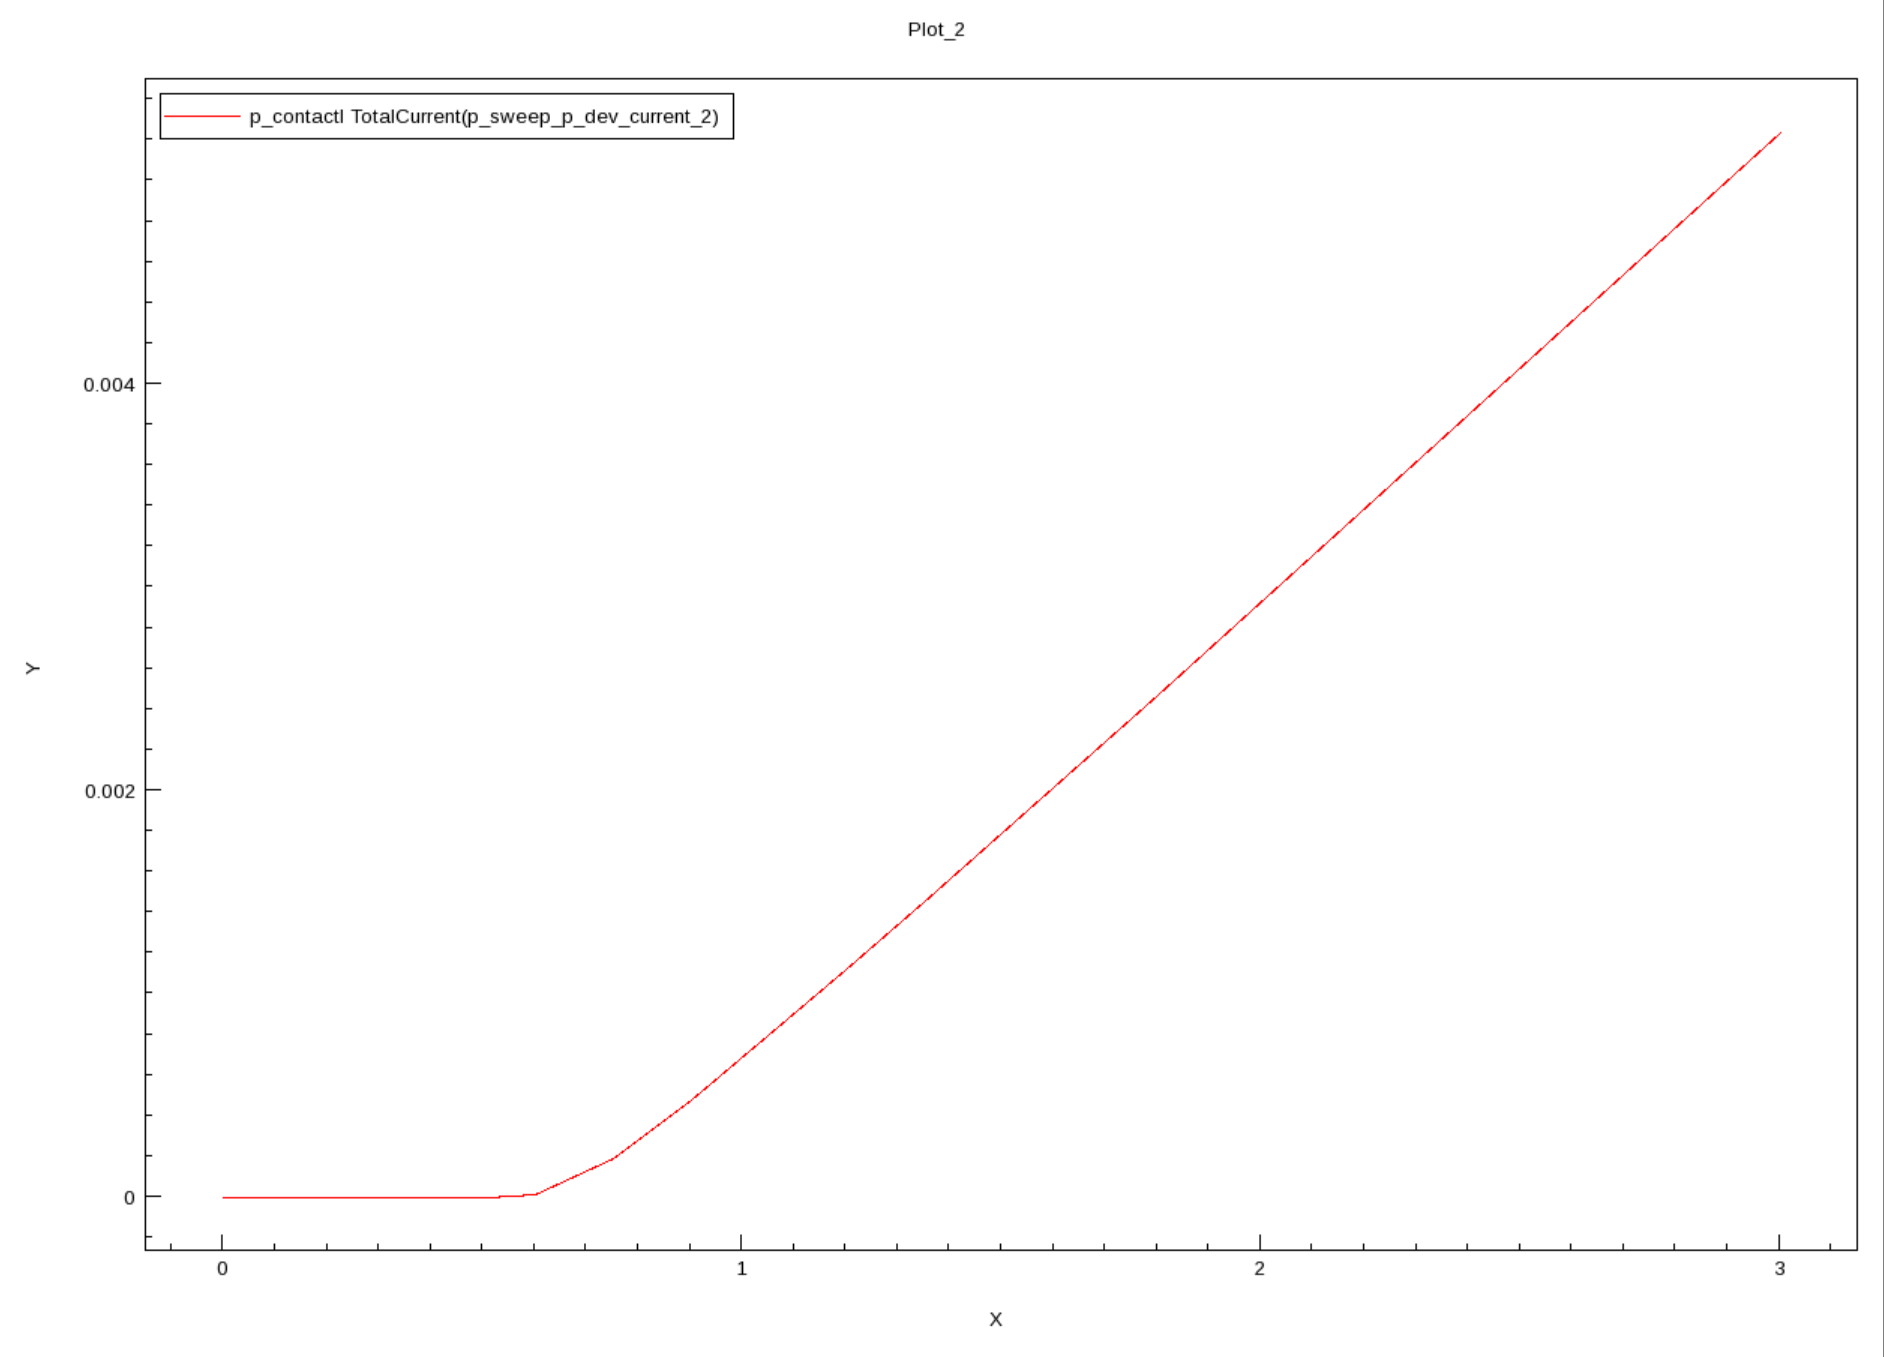 Plot_2
p_contactl TotalCurrent(p_sweep_p_dev_current_2)
0.004
0.002
0
Y
0 1 2 3
X